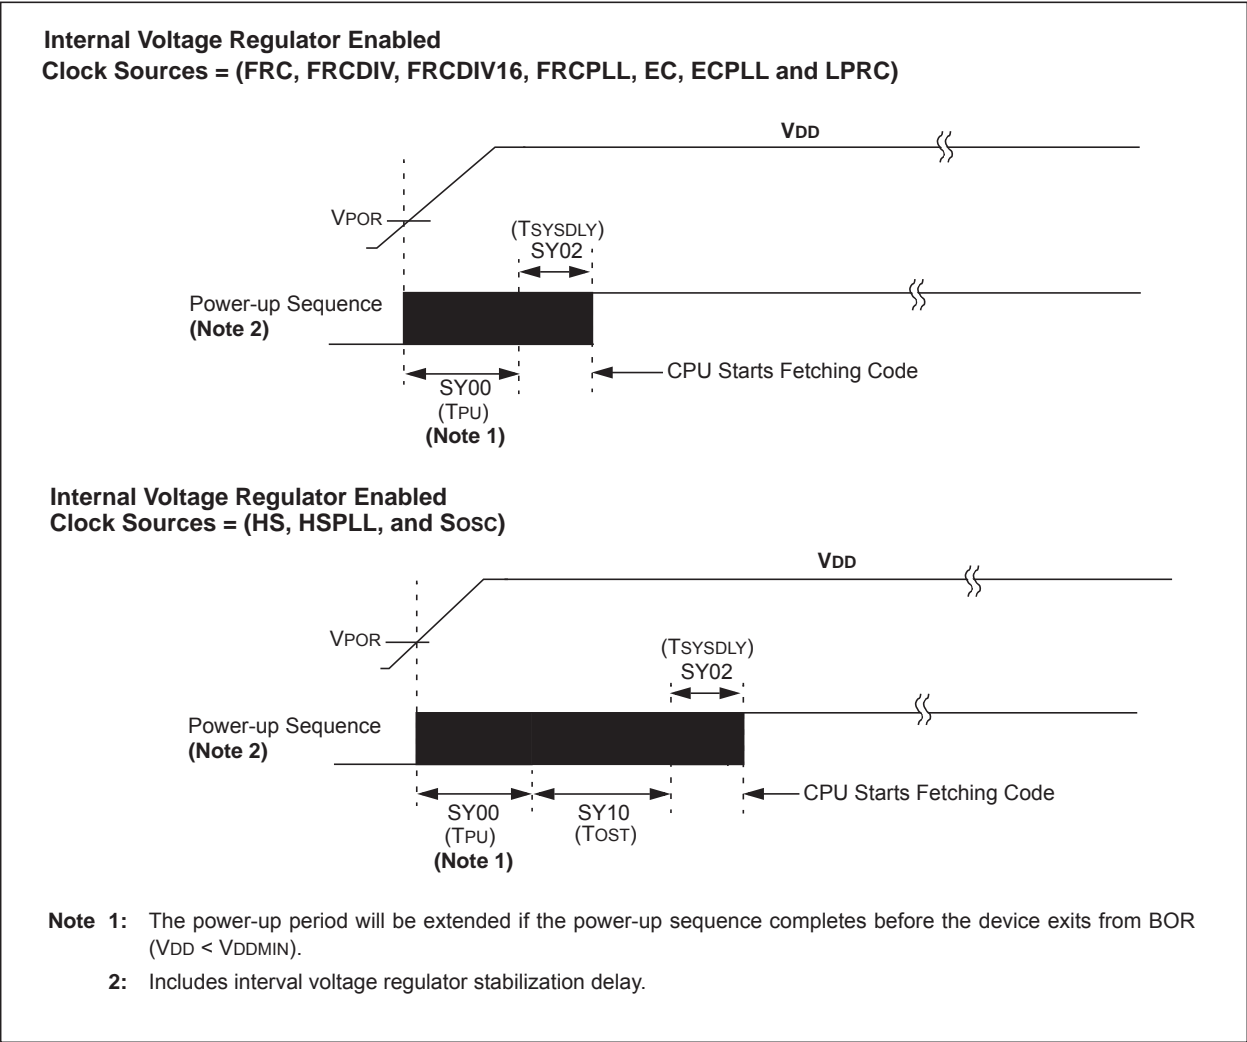 Internal Voltage Regulator Enabled
Clock Sources = (FRC, FRCDIV, FRCDIV16, FRCPLL, EC, ECPLL and LPRC)
VDD
VPOR
(TSYSDLY)
SY02
Power-up Sequence
(Note 2)
CPU Starts Fetching Code
SY00
(TPU)
(Note 1)
Internal Voltage Regulator Enabled
Clock Sources = (HS, HSPLL, and SOSC)
VDD
VPOR
(TSYSDLY)
SY02
Power-up Sequence
(Note 2)
CPU Starts Fetching Code
SY00
(TPU)
(Note 1)
SY10
(TOST)
Note 1: The power-up period will be extended if the power-up sequence completes before the device exits from BOR
(VDD < VDDMIN).
2: Includes interval voltage regulator stabilization delay.